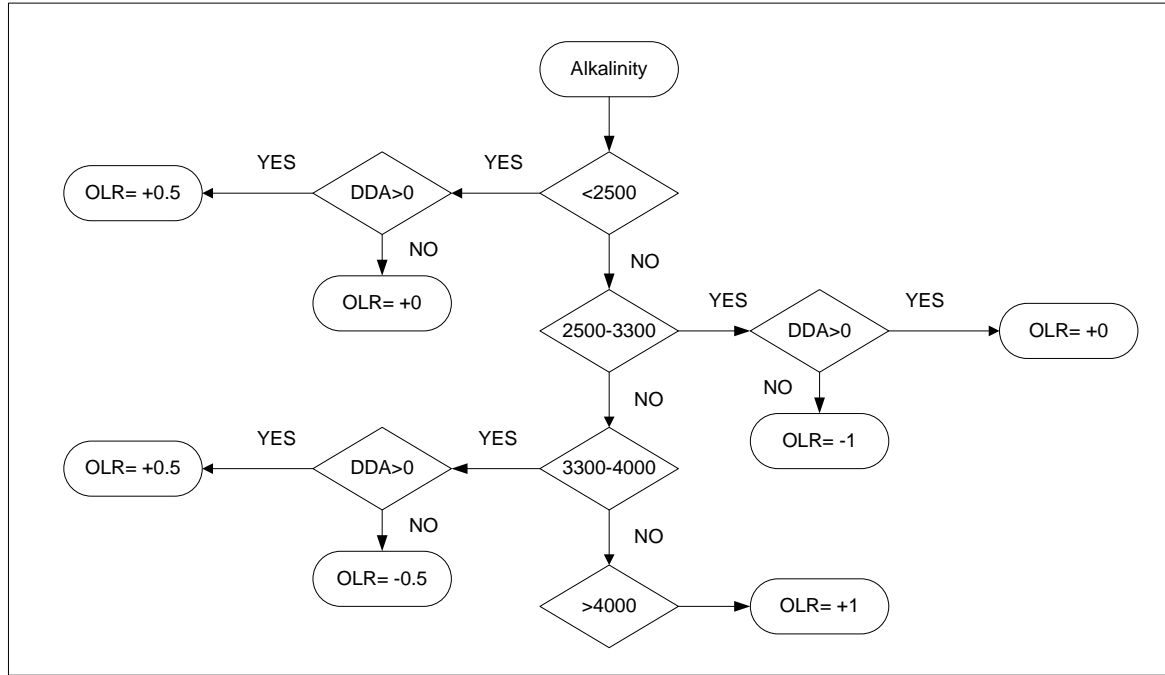 Alkalinity
YES
YES
OLR= +0.5
DDA>0
<2500
NO
NO
OLR= +0
YES
YES
2500-3300
DDA>0
OLR= +0
NO
NO
OLR= -1
YES
YES
OLR= +0.5
DDA>0
3300-4000
NO
NO
OLR= -0.5
>4000
OLR= +1